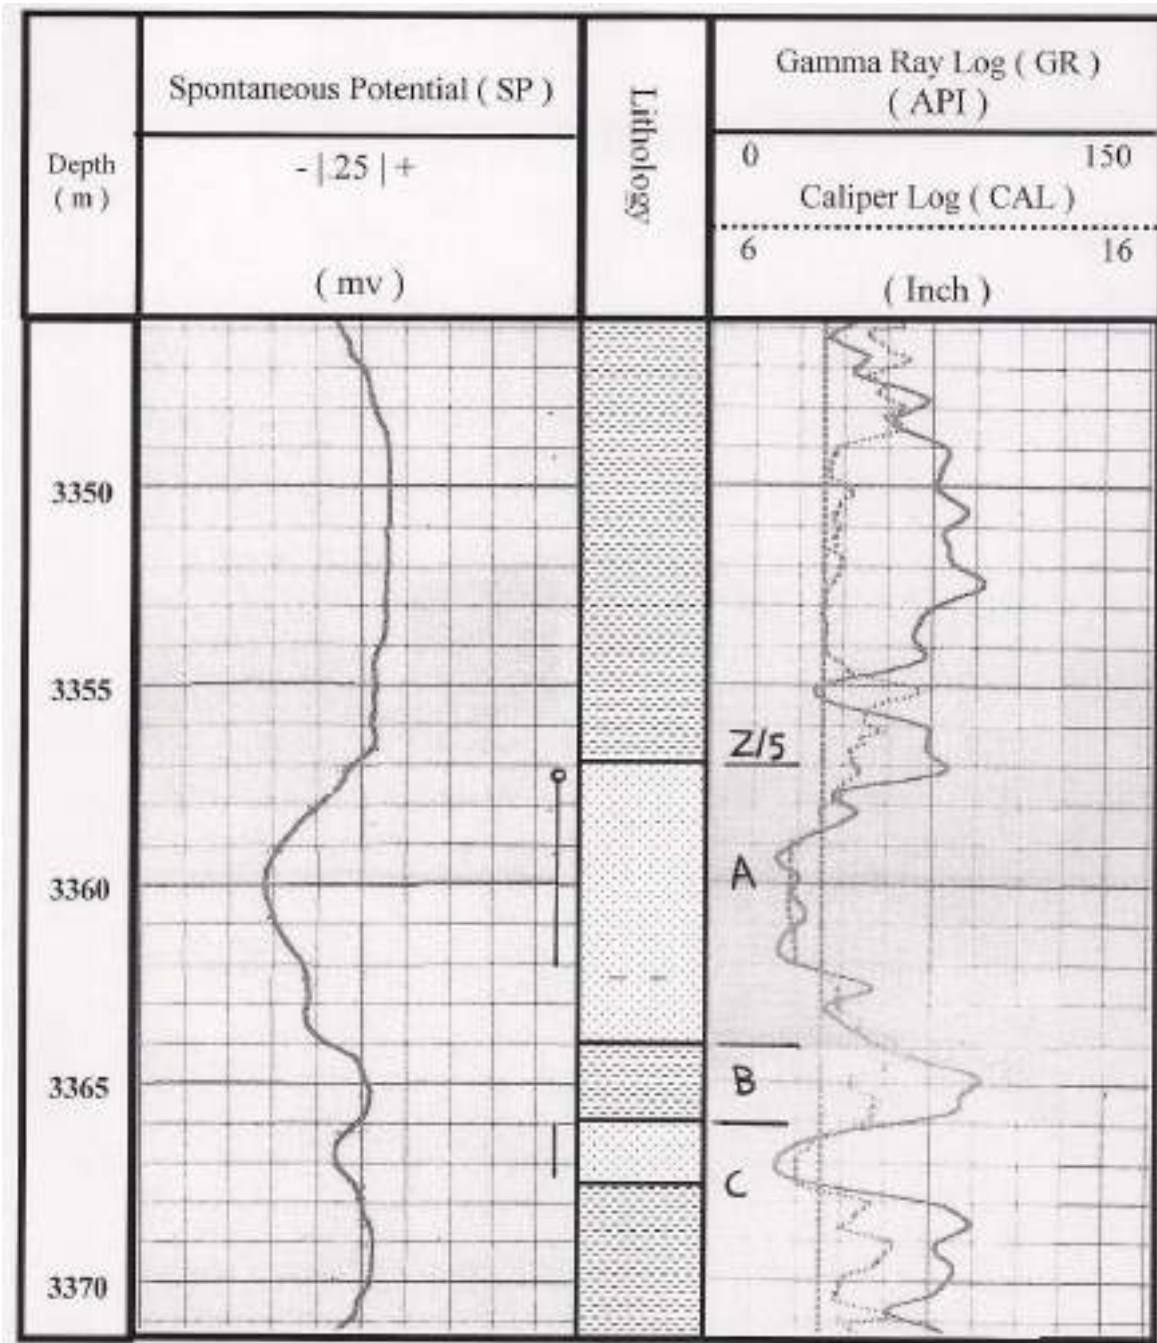 Depth
( m )
Spontaneous Potential ( SP )
- | 25 | +
( mv )
Lithology
Gamma Ray Log ( GR )
( API )
0 150
Caliper Log ( CAL )
6 16
( Inch )
3350
3355
Z/5
3360
A
3365
B
C
3370